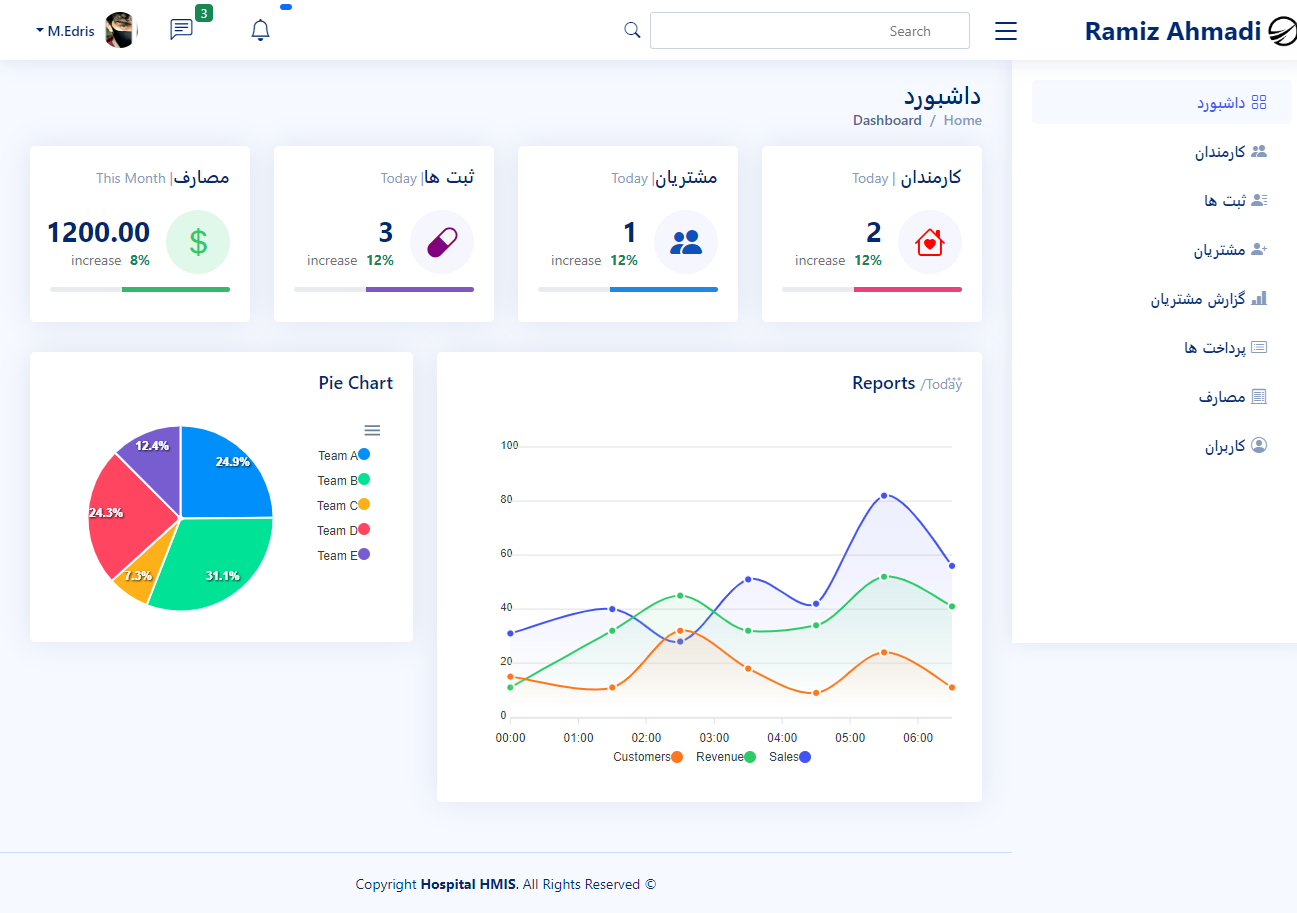 Ramiz Ahmadi
Search
3
M.Edris
داشبورد
کارمندان
ثبت ها
مشتریان
گزارش مشتریان
پرداخت ها
مصارف
کاربران
داشبورد
Dashboard / Home
کارمندان | Today
2
increase 12%
مشتریان| Today
1
increase 12%
ثبت ها| Today
3
increase 12%
مصارف| This Month
$
1200.00
increase 8%
Reports /Today
100
80
60
40
20
0
00:00 01:00 02:00 03:00 04:00 05:00 06:00
Customers Revenue Sales
Pie Chart
Team A
Team B
Team C
Team D
Team E
12.4%
24.9%
24.3%
7.3%
31.1%
Copyright Hospital HMIS. All Rights Reserved ©